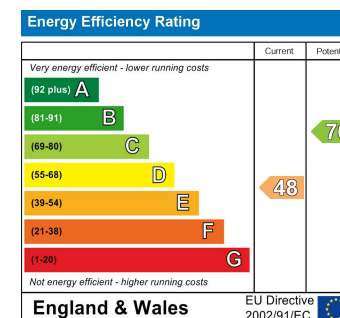 Energy Efficiency Rating
Current
Very energy efficient - lower running costs
(92 plus) A
(81-91) B
(69-80) C
(55-68) D
(39-54) E
48
(21-38) F
(1-20) G
Not energy efficient - higher running costs
England & Wales
EU Directive
2002/91/EC